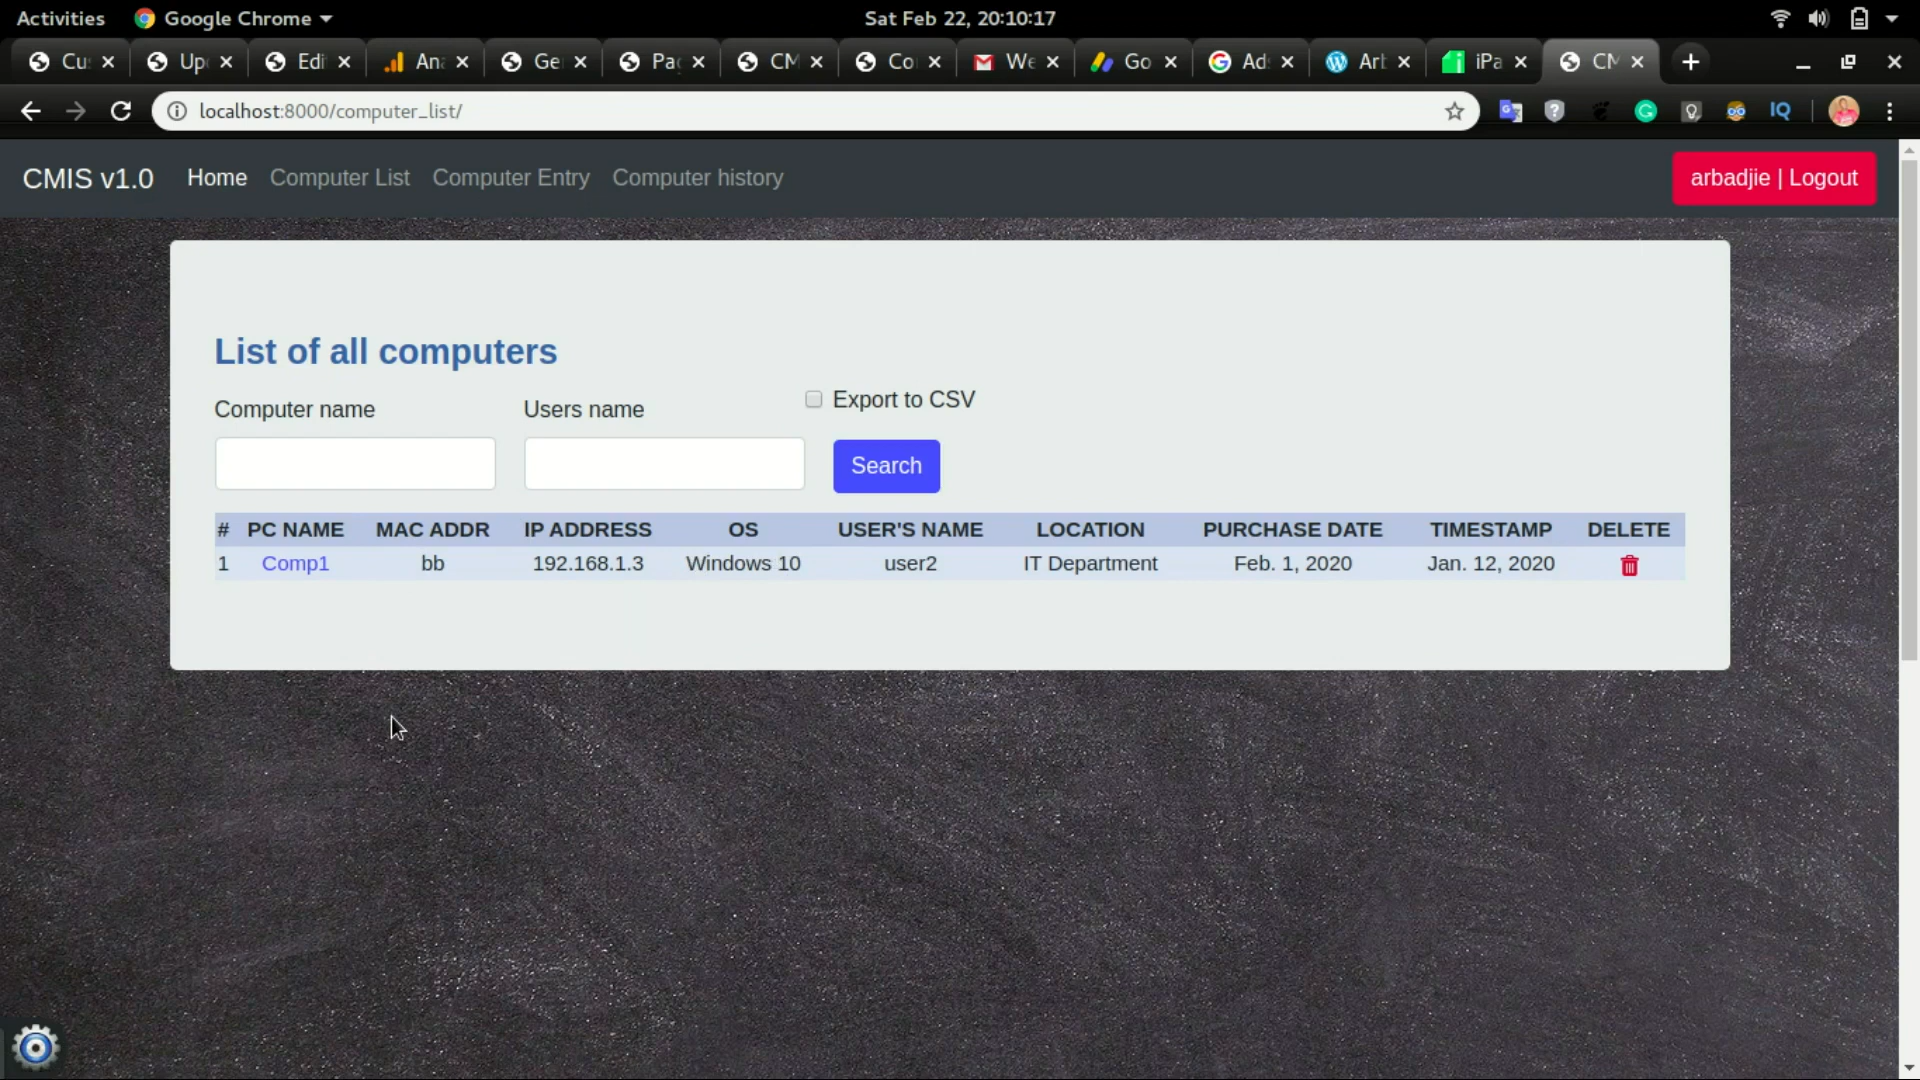 Activities Google Chrome Sat Feb 22, 20:10:17
Cu Up Edi Ana Ge Pa CM Co We Go Ad Art iPa CM
localhost:8000/computer_list/
CMIS v1.0 Home Computer List Computer Entry Computer history arbadjie | Logout
List of all computers
Computer name Users name Export to CSV
Search
# PC NAME MAC ADDR IP ADDRESS OS USER'S NAME LOCATION PURCHASE DATE TIMESTAMP DELETE
1 Comp1 bb 192.168.1.3 Windows 10 user2 IT Department Feb. 1, 2020 Jan. 12, 2020